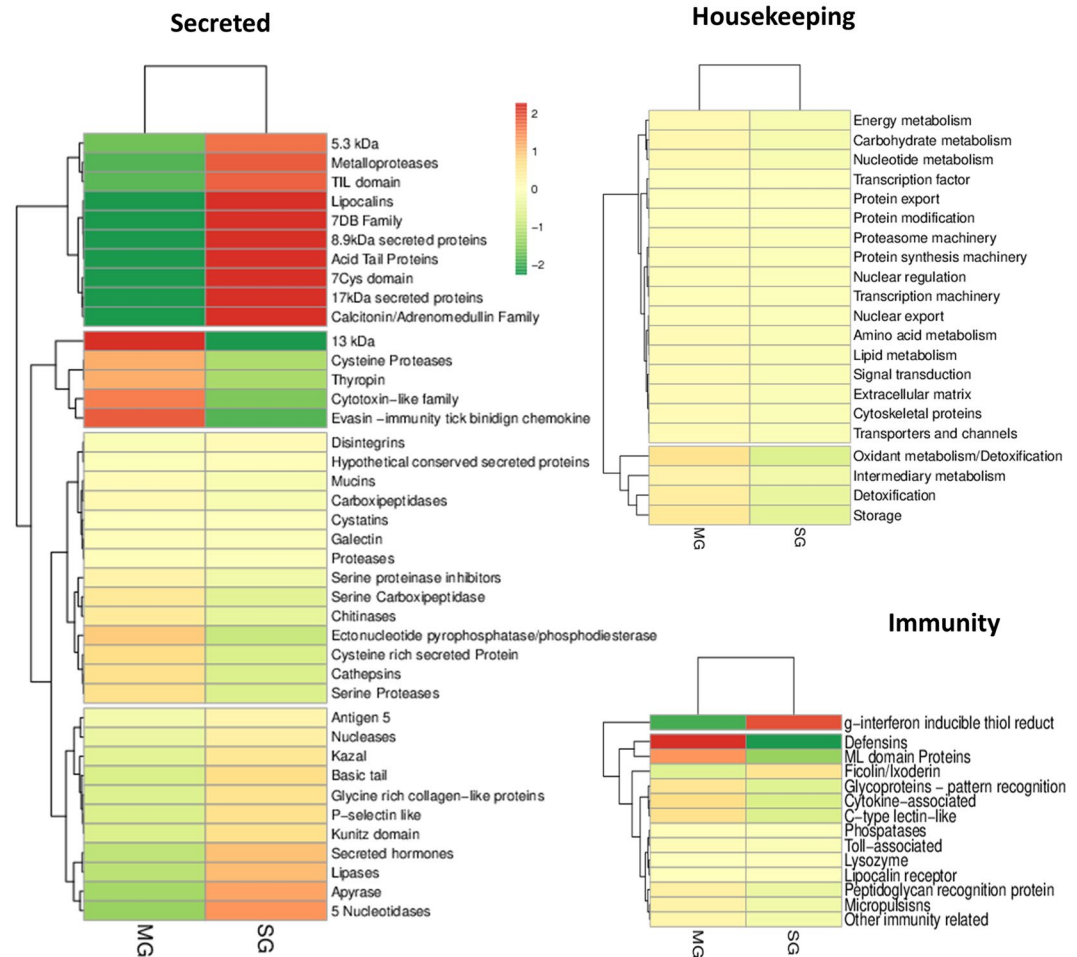 Secreted
2
1
0
−1
−2
5.3 kDa
Metalloproteases
TIL domain
Lipocalins
7DB Family
8.9kDa secreted proteins
Acid Tail Proteins
7Cys domain
17kDa secreted proteins
Calcitonin/Adrenomedullin Family
13 kDa
Cysteine Proteases
Thyropin
Cytotoxin−like family
Evasin −immunity tick binidign chemokine
Disintegrins
Hypothetical conserved secreted proteins
Mucins
Carboxipeptidases
Cystatins
Galectin
Proteases
Serine proteinase inhibitors
Serine Carboxipeptidase
Chitinases
Ectonucleotide pyrophosphatase/phosphodiesterase
Cysteine rich secreted Protein
Cathepsins
Serine Proteases
Antigen 5
Nucleases
Kazal
Basic tail
Glycine rich collagen−like proteins
P−selectin like
Kunitz domain
Secreted hormones
Lipases
Apyrase
5 Nucleotidases
MG
SG
Housekeeping
Energy metabolism
Carbohydrate metabolism
Nucleotide metabolism
Transcription factor
Protein export
Protein modification
Proteasome machinery
Protein synthesis machinery
Nuclear regulation
Transcription machinery
Nuclear export
Amino acid metabolism
Lipid metabolism
Signal transduction
Extracellular matrix
Cytoskeletal proteins
Transporters and channels
Oxidant metabolism/Detoxification
Intermediary metabolism
Detoxification
Storage
MG
SG
Immunity
g−interferon inducible thiol reduct
Defensins
ML domain Proteins
Ficolin/Ixoderin
Glycoproteins − pattern recognition
Cytokine−associated
C−type lectin−like
Phospatases
Toll−associated
Lysozyme
Lipocalin receptor
Peptidoglycan recognition protein
Micropulsisns
Other immunity related
MG
SG